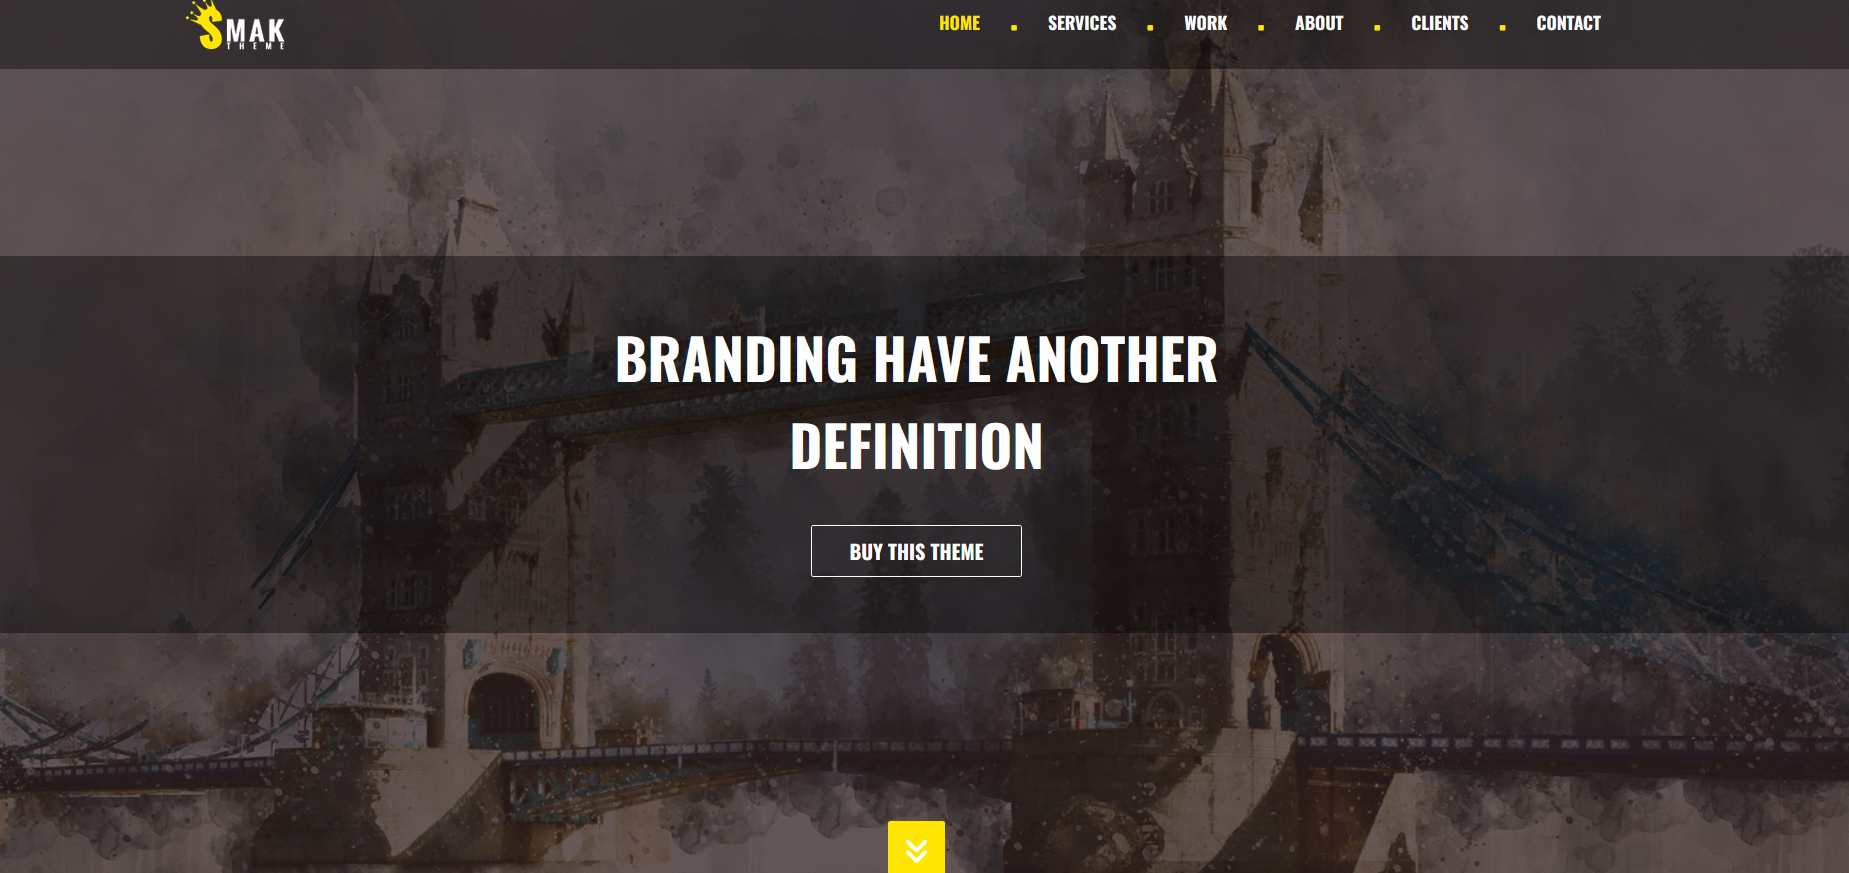 SMAK
THEME
HOME
SERVICES
WORK
ABOUT
CLIENTS
CONTACT
BRANDING HAVE ANOTHER
DEFINITION
BUY THIS THEME